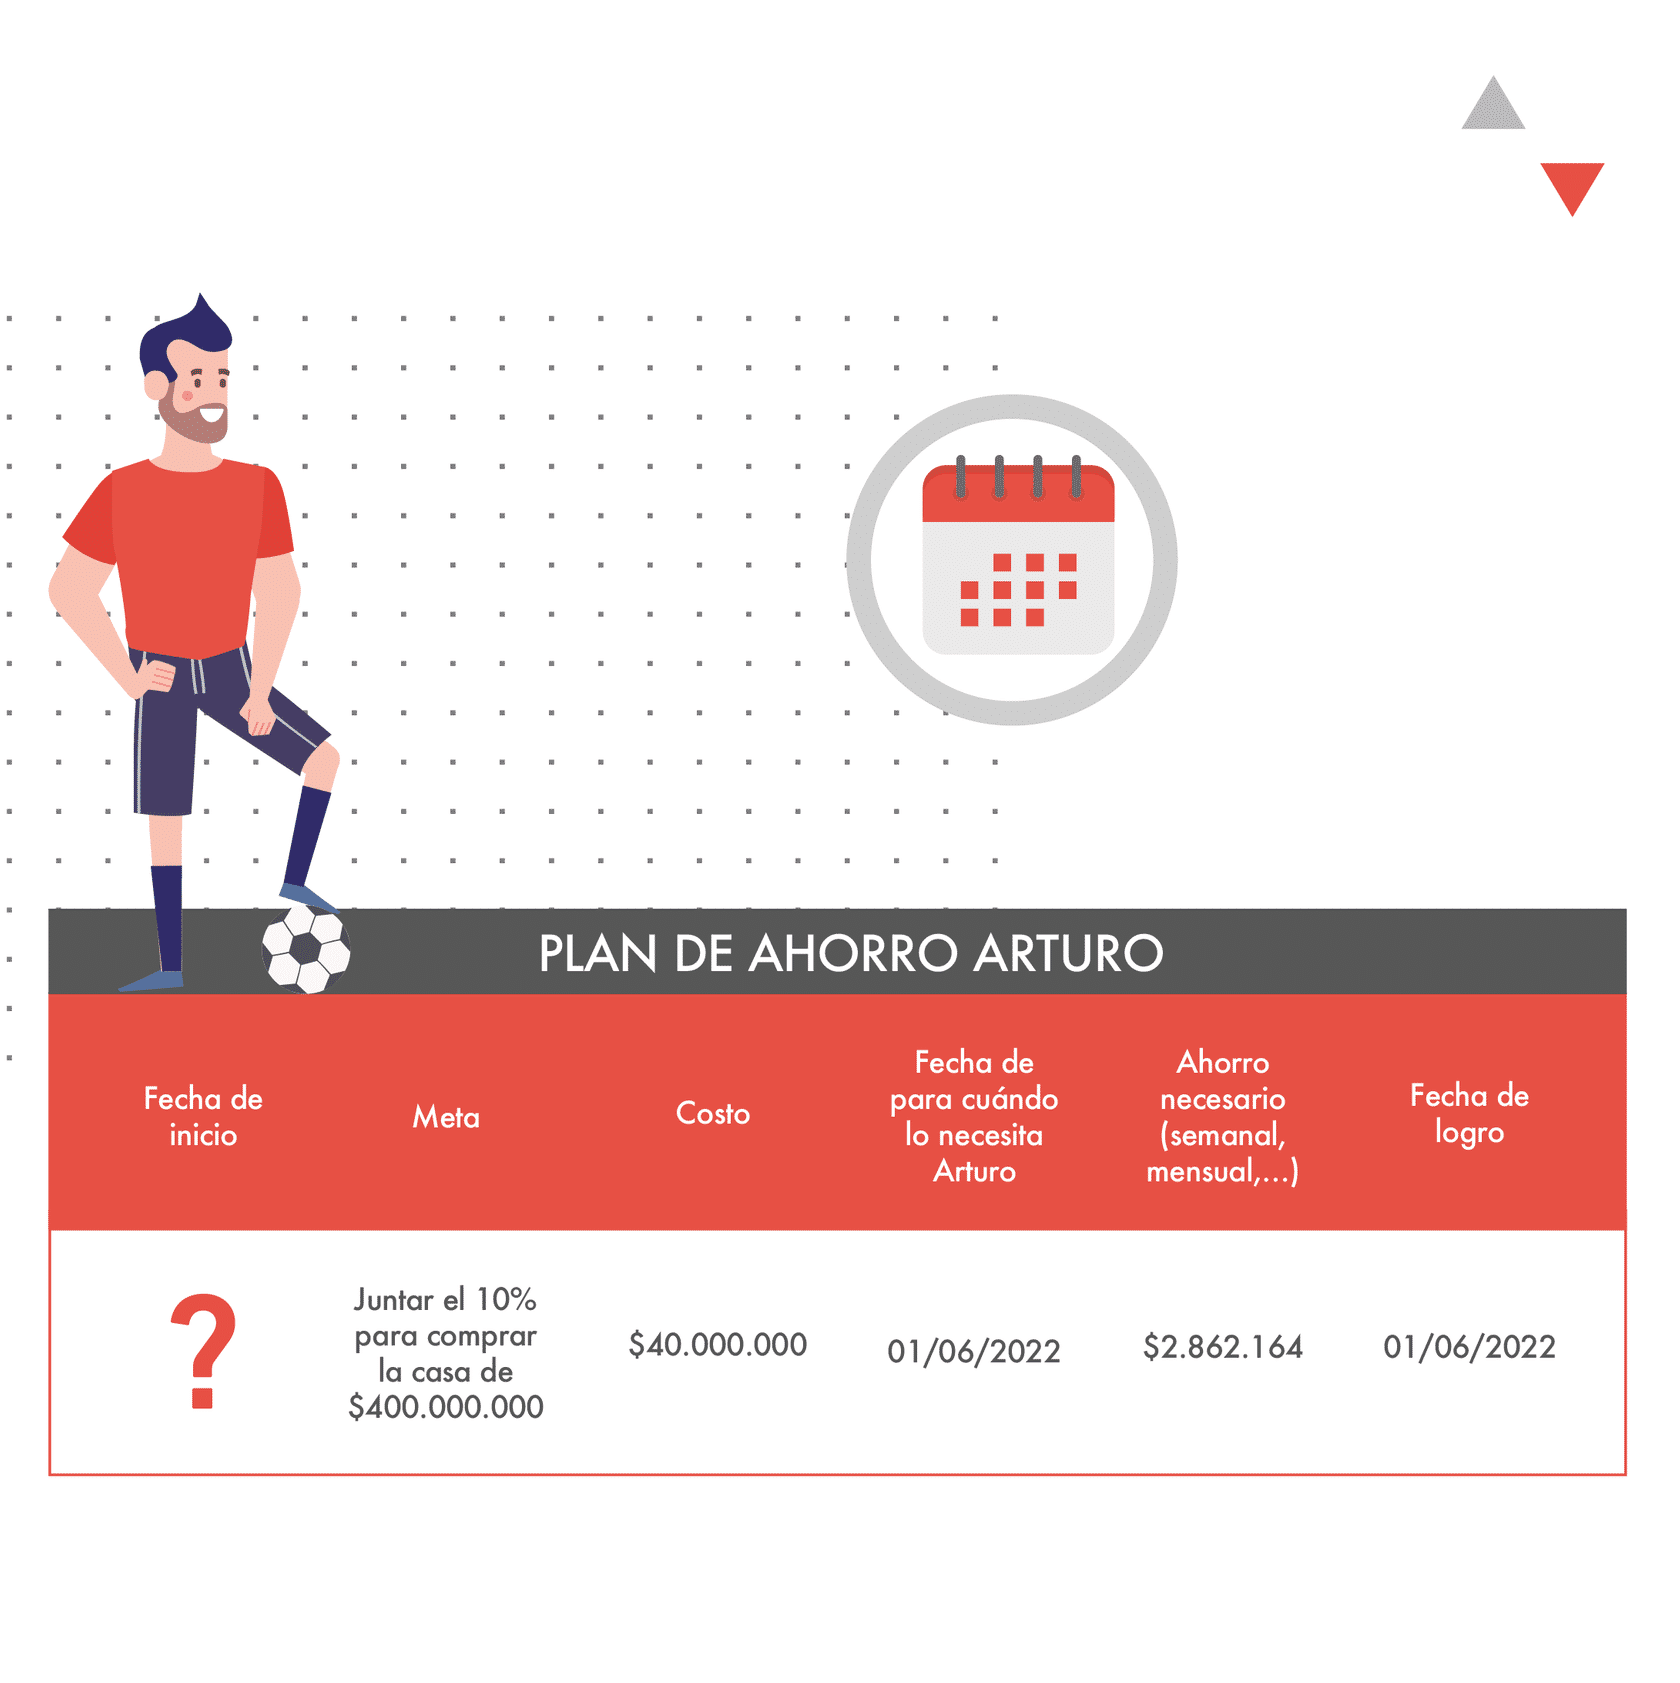 PLAN DE AHORRO ARTURO
Fecha de
inicio
Meta
Costo
Fecha de
para cuándo
lo necesita
Arturo
Ahorro
necesario
(semanal,
mensual,...)
Fecha de
logro
?
Juntar el 10%
para comprar
la casa de
$400.000.000
$40.000.000
01/06/2022
$2.862.164
01/06/2022